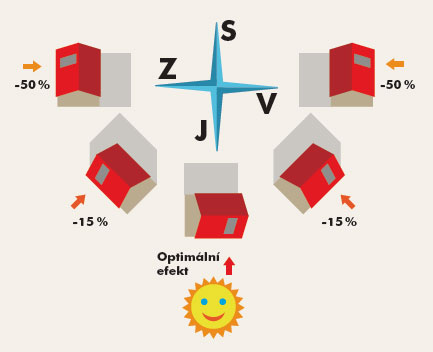 S
Z
-50 %
-50 %
V
J
-15 %
-15 %
Optimální
efekt